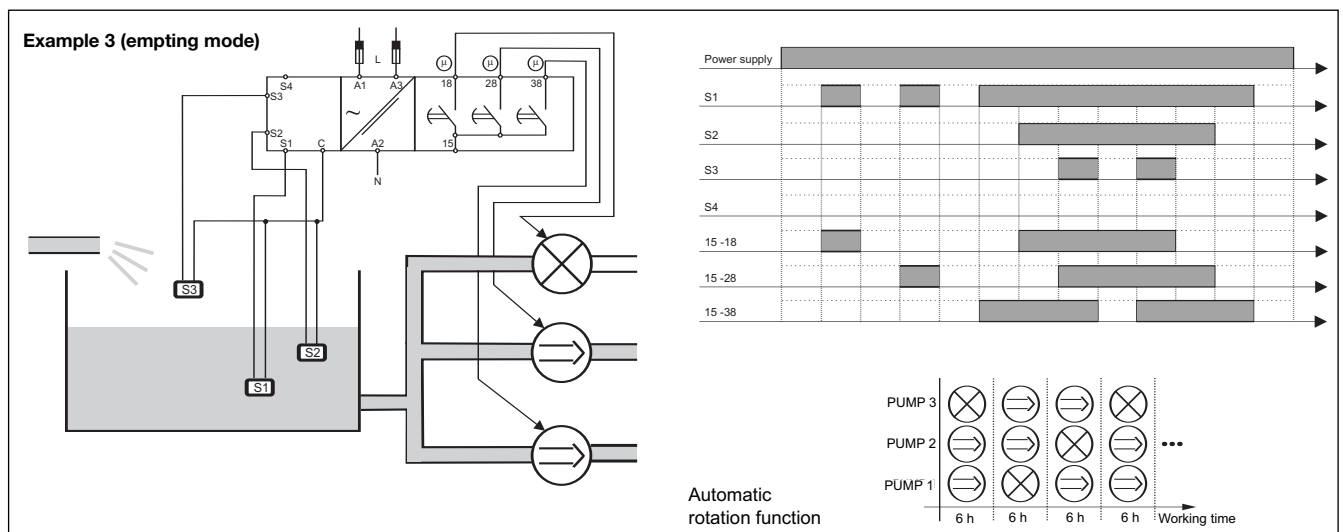 Example 3 (empting mode)
L
S4
S3
S2
S1
C
A1
A3
A2
N
~
μ
μ
μ
18
28
38
15
S3
S2
S1
Power supply
S1
S2
S3
S4
15 -18
15 -28
15 -38
PUMP 3
PUMP 2
PUMP 1
•••
6 h 6 h 6 h 6 h Working time
Automatic
rotation function